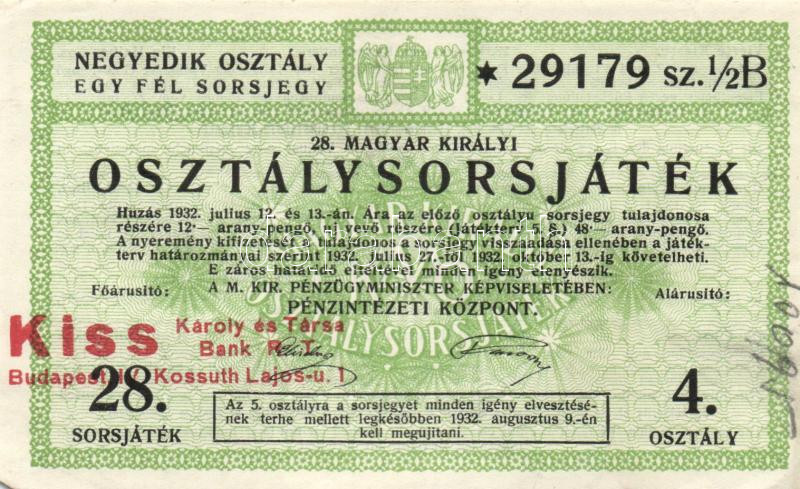 NEGYEDIK OSZTÁLY
EGY FÉL SORSJEGY
★29179 sz. ½B
28. MAGYAR KIRÁLYI
OSZTÁLYSORSJÁTÉK
Huzás 1932. julius 12. és 13.-án. Ára az előző osztályu sorsjegy tulajdonosa
részére 12·— arany-pengő, uj vevő részére (Játékterv 5. §.) 48·— arany-pengő.
A nyeremény kifizetését a tulajdonos a sorsjegy visszaadása ellenében a játék-
terv határozmányai szerint 1932. julius 27.-től 1932. október 13.-ig követelheti.
E záros határidő elteltével minden igény enyészik.
Főárusitó:
A M. KIR. PÉNZÜGYMINISZTER KÉPVISELETÉBEN:
Alárusitó:
PÉNZINTÉZETI KÖZPONT.
Kiss Károly és Társa
Bank R.T.
Budapest, IV. Kossuth Lajos-u. 1
28.
SORSJÁTÉK
Az 5. osztályra a sorsjegyet minden igény elvesztésé-
nek terhe mellett legkésőbben 1932. augusztus 9.-én
kell megujitani.
4.
OSZTÁLY